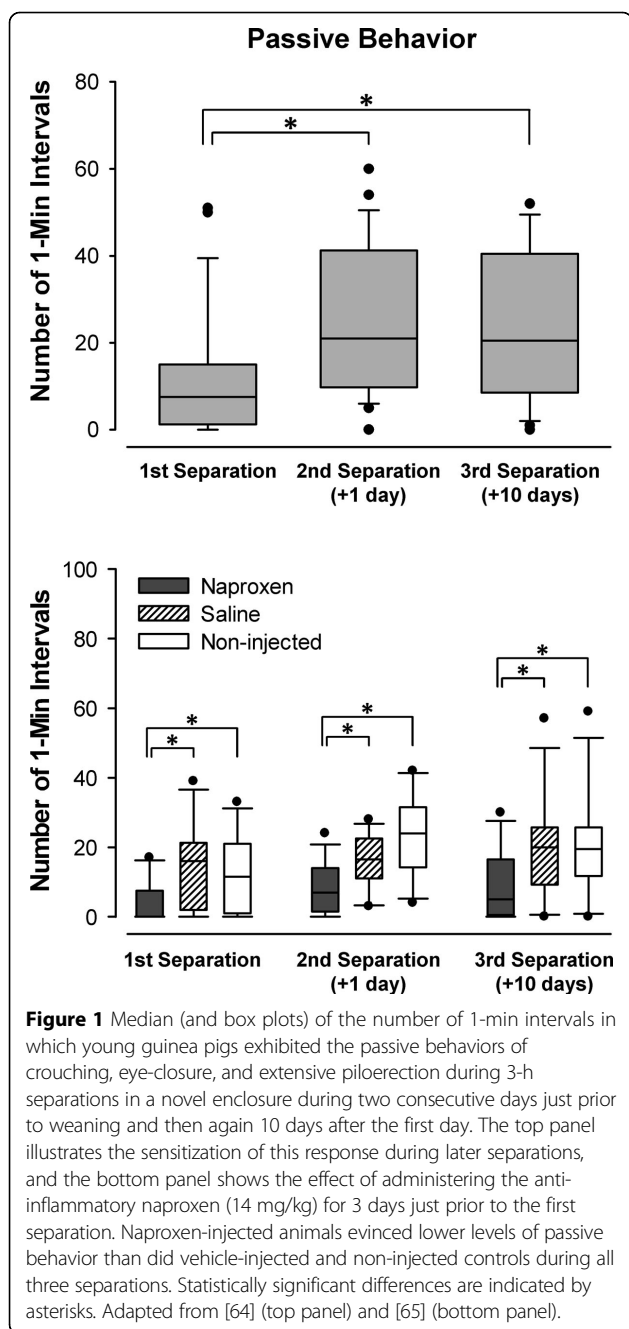 Passive Behavior
80
60
40
20
0
Number of 1-Min Intervals
*
*
1st Separation 2nd Separation 3rd Separation
(+1 day) (+10 days)
100
80
60
40
20
0
Number of 1-Min Intervals
Naproxen
Saline
Non-injected
*
*
*
*
*
*
1st Separation 2nd Separation 3rd Separation
(+1 day) (+10 days)
Figure 1 Median (and box plots) of the number of 1-min intervals in
which young guinea pigs exhibited the passive behaviors of
crouching, eye-closure, and extensive piloerection during 3-h
separations in a novel enclosure during two consecutive days just prior
to weaning and then again 10 days after the first day. The top panel
illustrates the sensitization of this response during later separations,
and the bottom panel shows the effect of administering the anti-
inflammatory naproxen (14 mg/kg) for 3 days just prior to the first
separation. Naproxen-injected animals evinced lower levels of passive
behavior than did vehicle-injected and non-injected controls during all
three separations. Statistically significant differences are indicated by
asterisks. Adapted from [64] (top panel) and [65] (bottom panel).